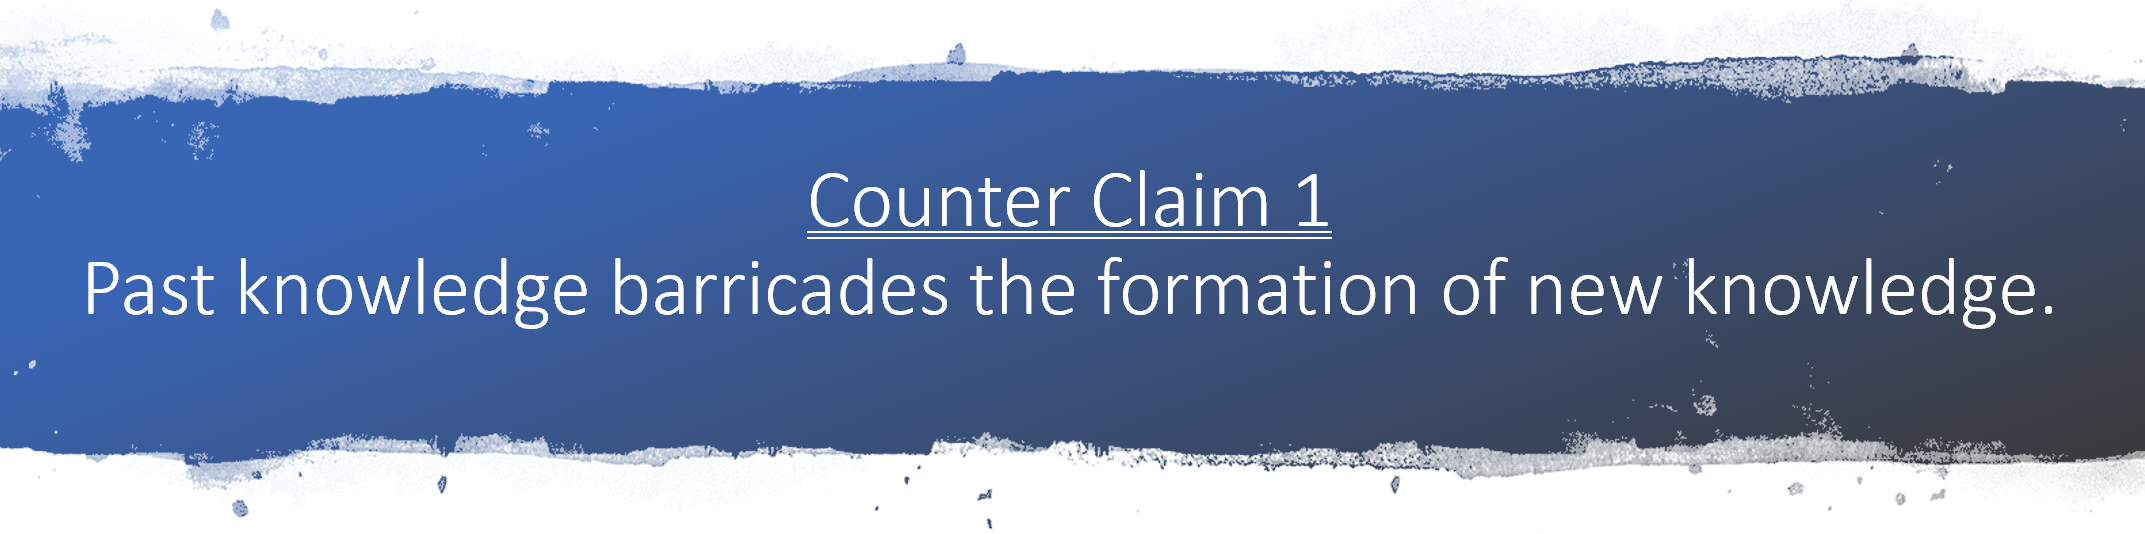 Counter Claim 1
Past knowledge barricades the formation of new knowledge.